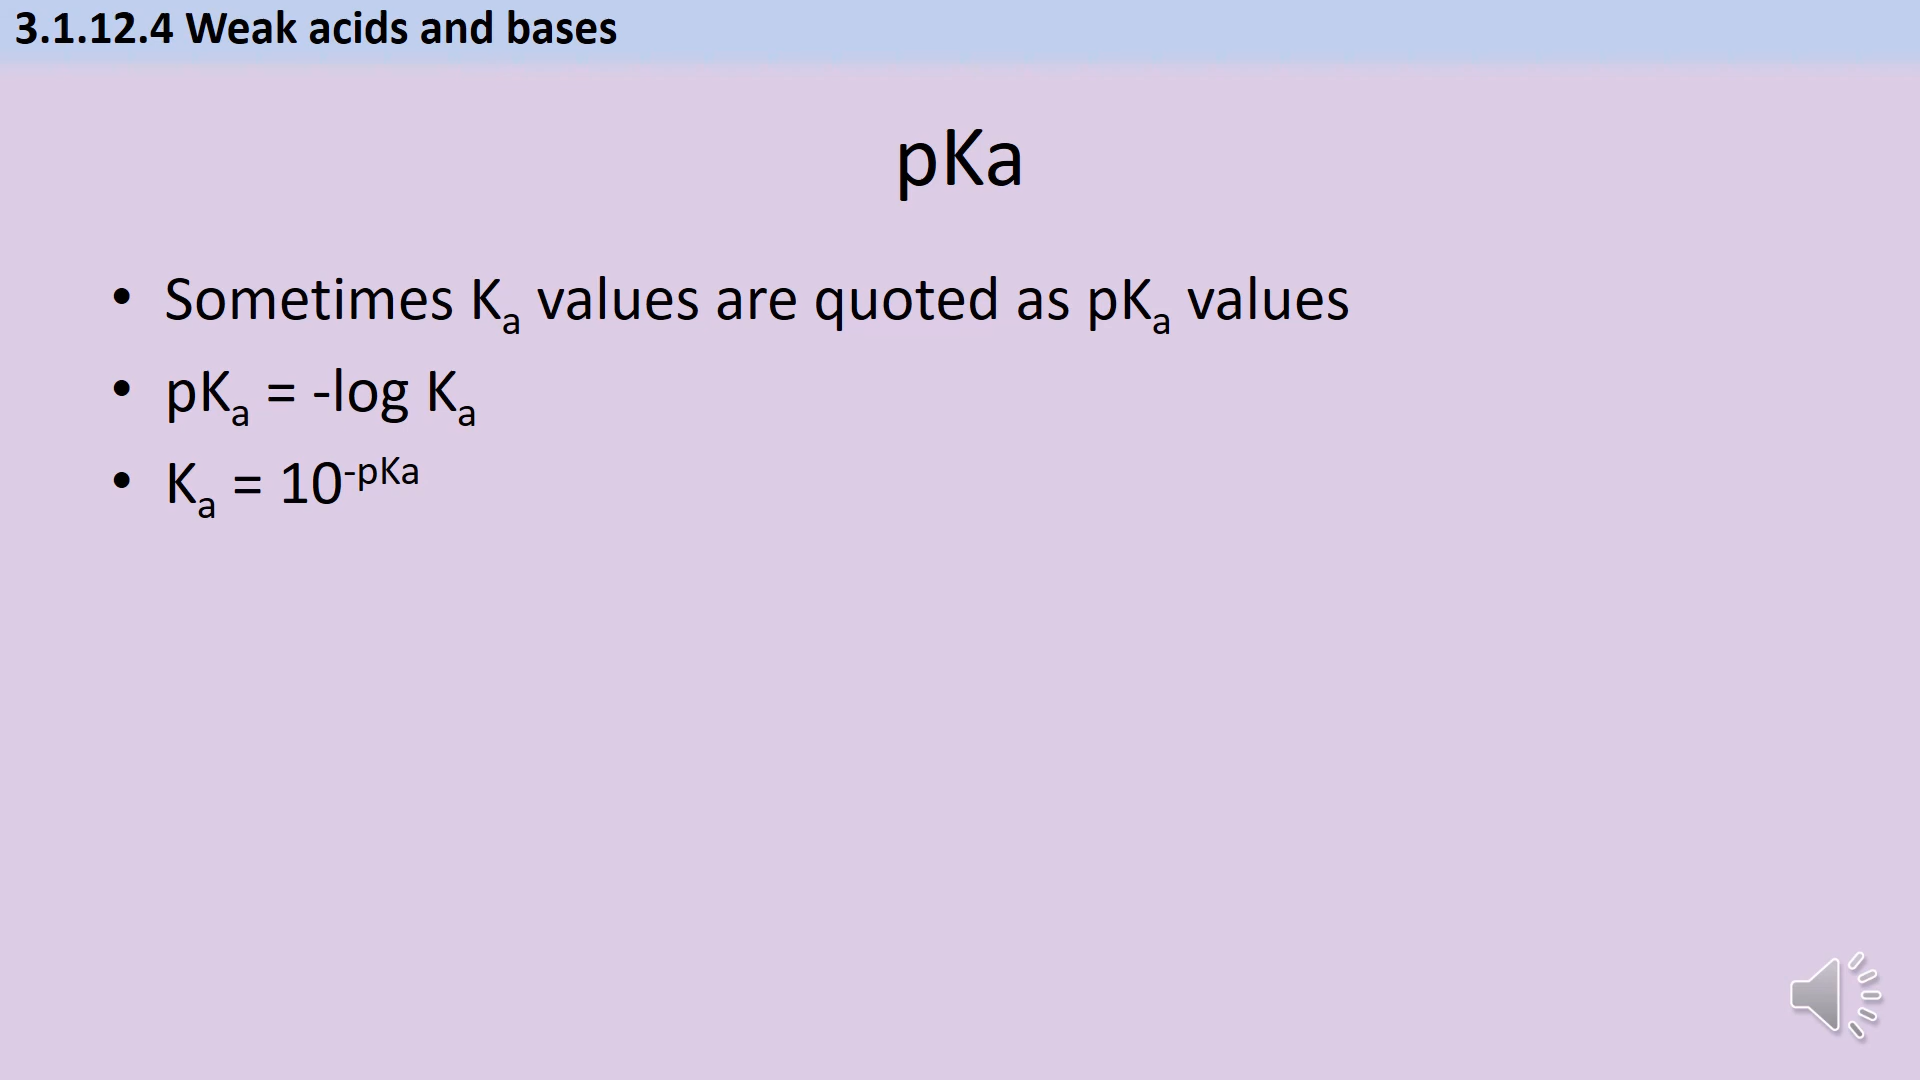 3.1.12.4 Weak acids and bases
pKa
• Sometimes Kₐ values are quoted as pKₐ values
• pKₐ = -log Kₐ
• Kₐ = 10⁻ᵖᴷᵃ